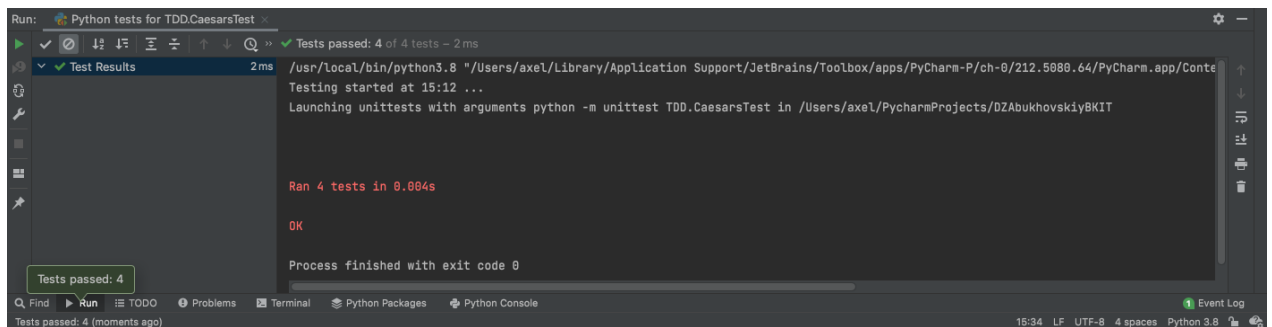 Run: Python tests for TDD.CaesarsTest ×
» Tests passed: 4 of 4 tests – 2 ms
Test Results 2 ms
/usr/local/bin/python3.8 "/Users/axel/Library/Application Support/JetBrains/Toolbox/apps/PyCharm-P/ch-0/212.5080.64/PyCharm.app/Conte
Testing started at 15:12 ...
Launching unittests with arguments python -m unittest TDD.CaesarsTest in /Users/axel/PycharmProjects/DZAbukhovskiyBKIT
Ran 4 tests in 0.004s
OK
Process finished with exit code 0
Tests passed: 4
Find Run TODO Problems Terminal Python Packages Python Console 1 Event Log
Tests passed: 4 (moments ago) 15:34 LF UTF-8 4 spaces Python 3.8